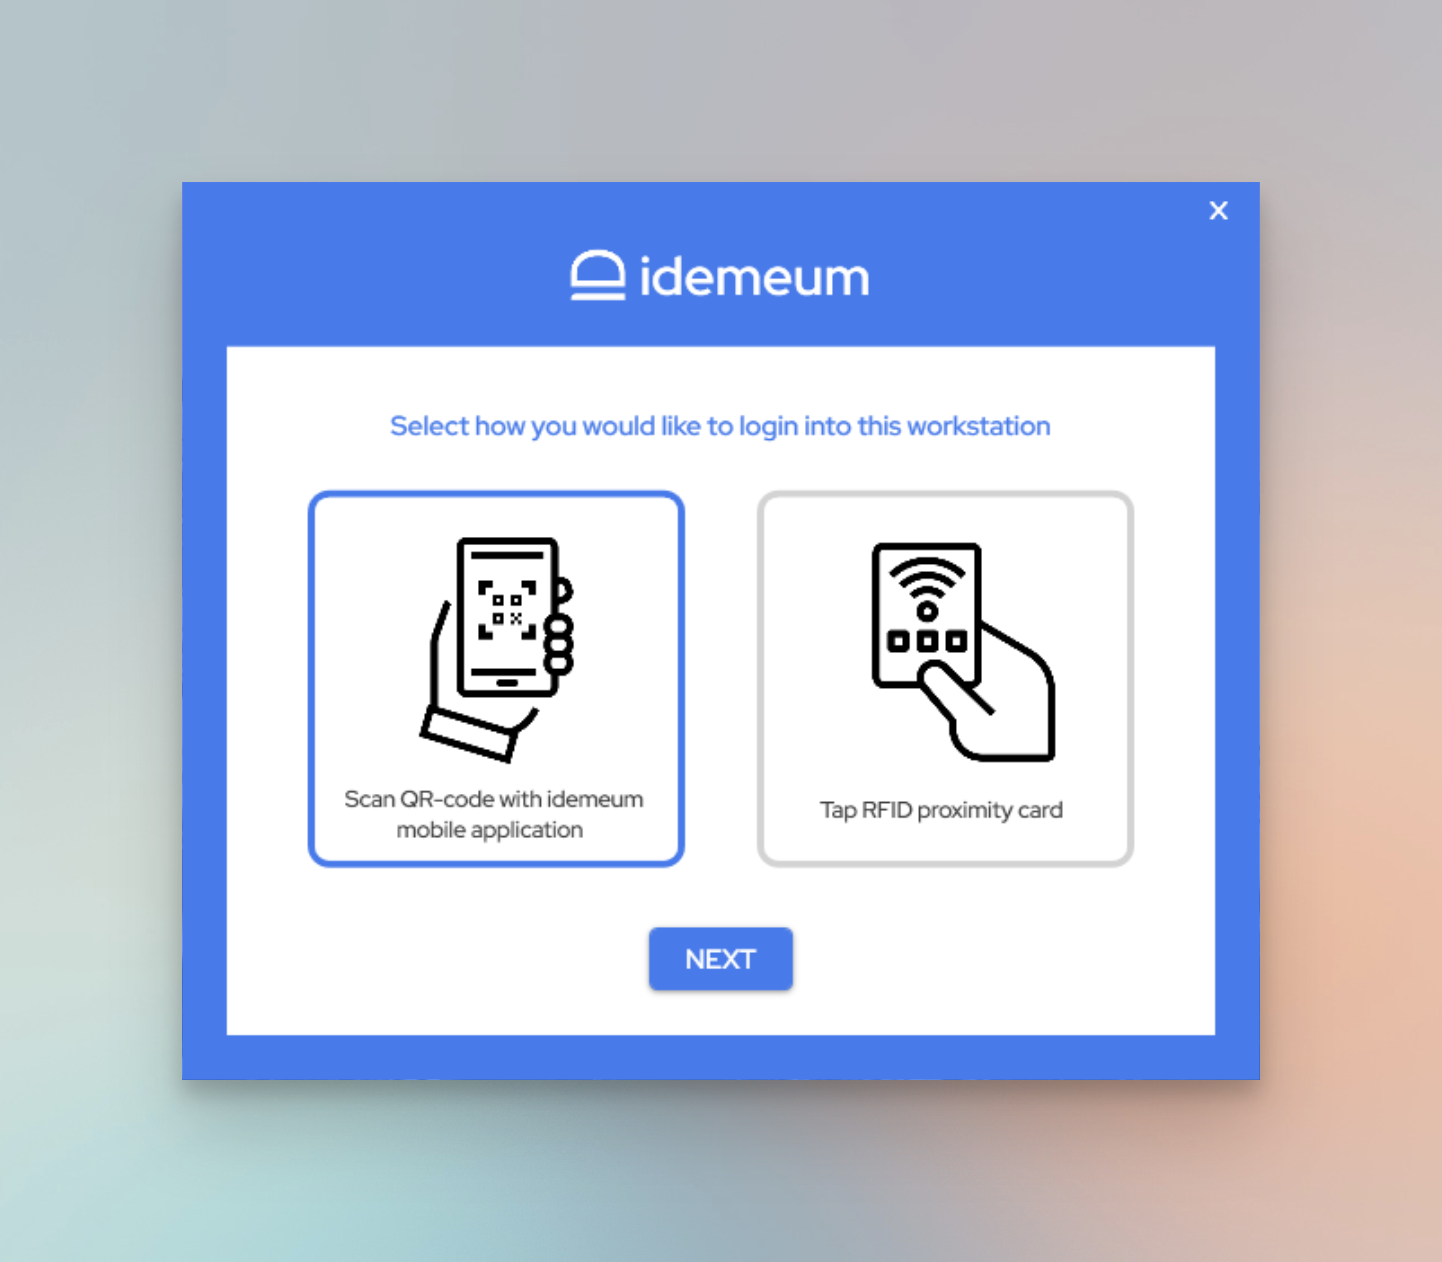 X
idemeum
Select how you would like to login into this workstation
Scan QR-code with idemeum
mobile application
Tap RFID proximity card
NEXT